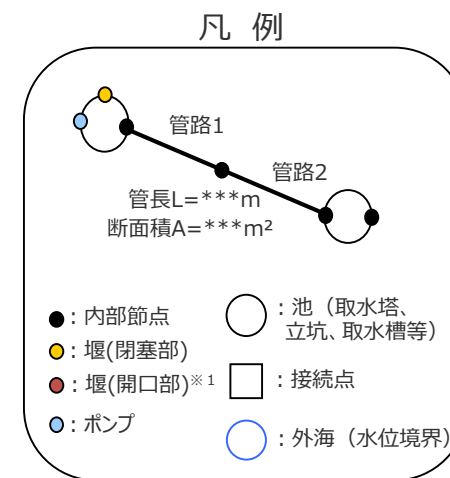 凡 例
管路1
管路2
管長L=***m
断面積A=***m²
●：内部節点
：堰(閉塞部)
：堰(開口部)※1
：ポンプ
：池（取水塔、
立坑、取水槽等）
：接続点
：外海（水位境界）